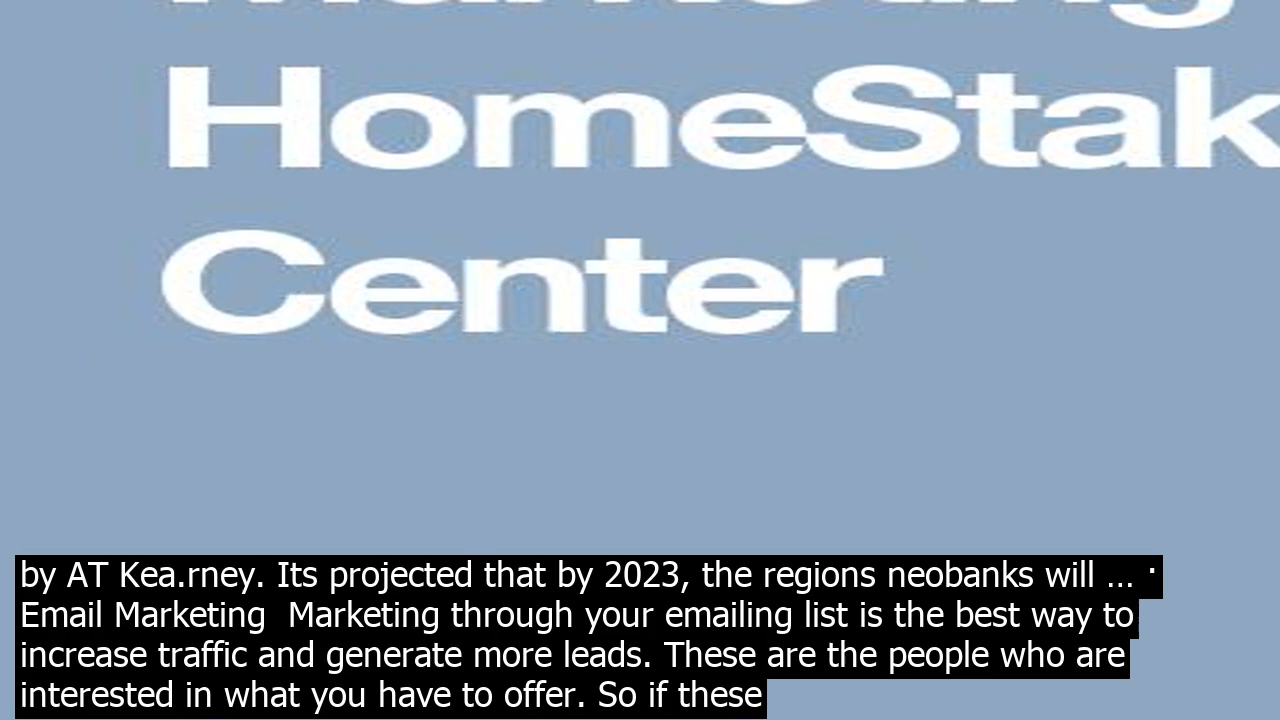 HomeStak
Center
by AT Kea.rney. Its projected that by 2023, the regions neobanks will ... ·
Email Marketing  Marketing through your emailing list is the best way to
increase traffic and generate more leads. These are the people who are
interested in what you have to offer. So if these